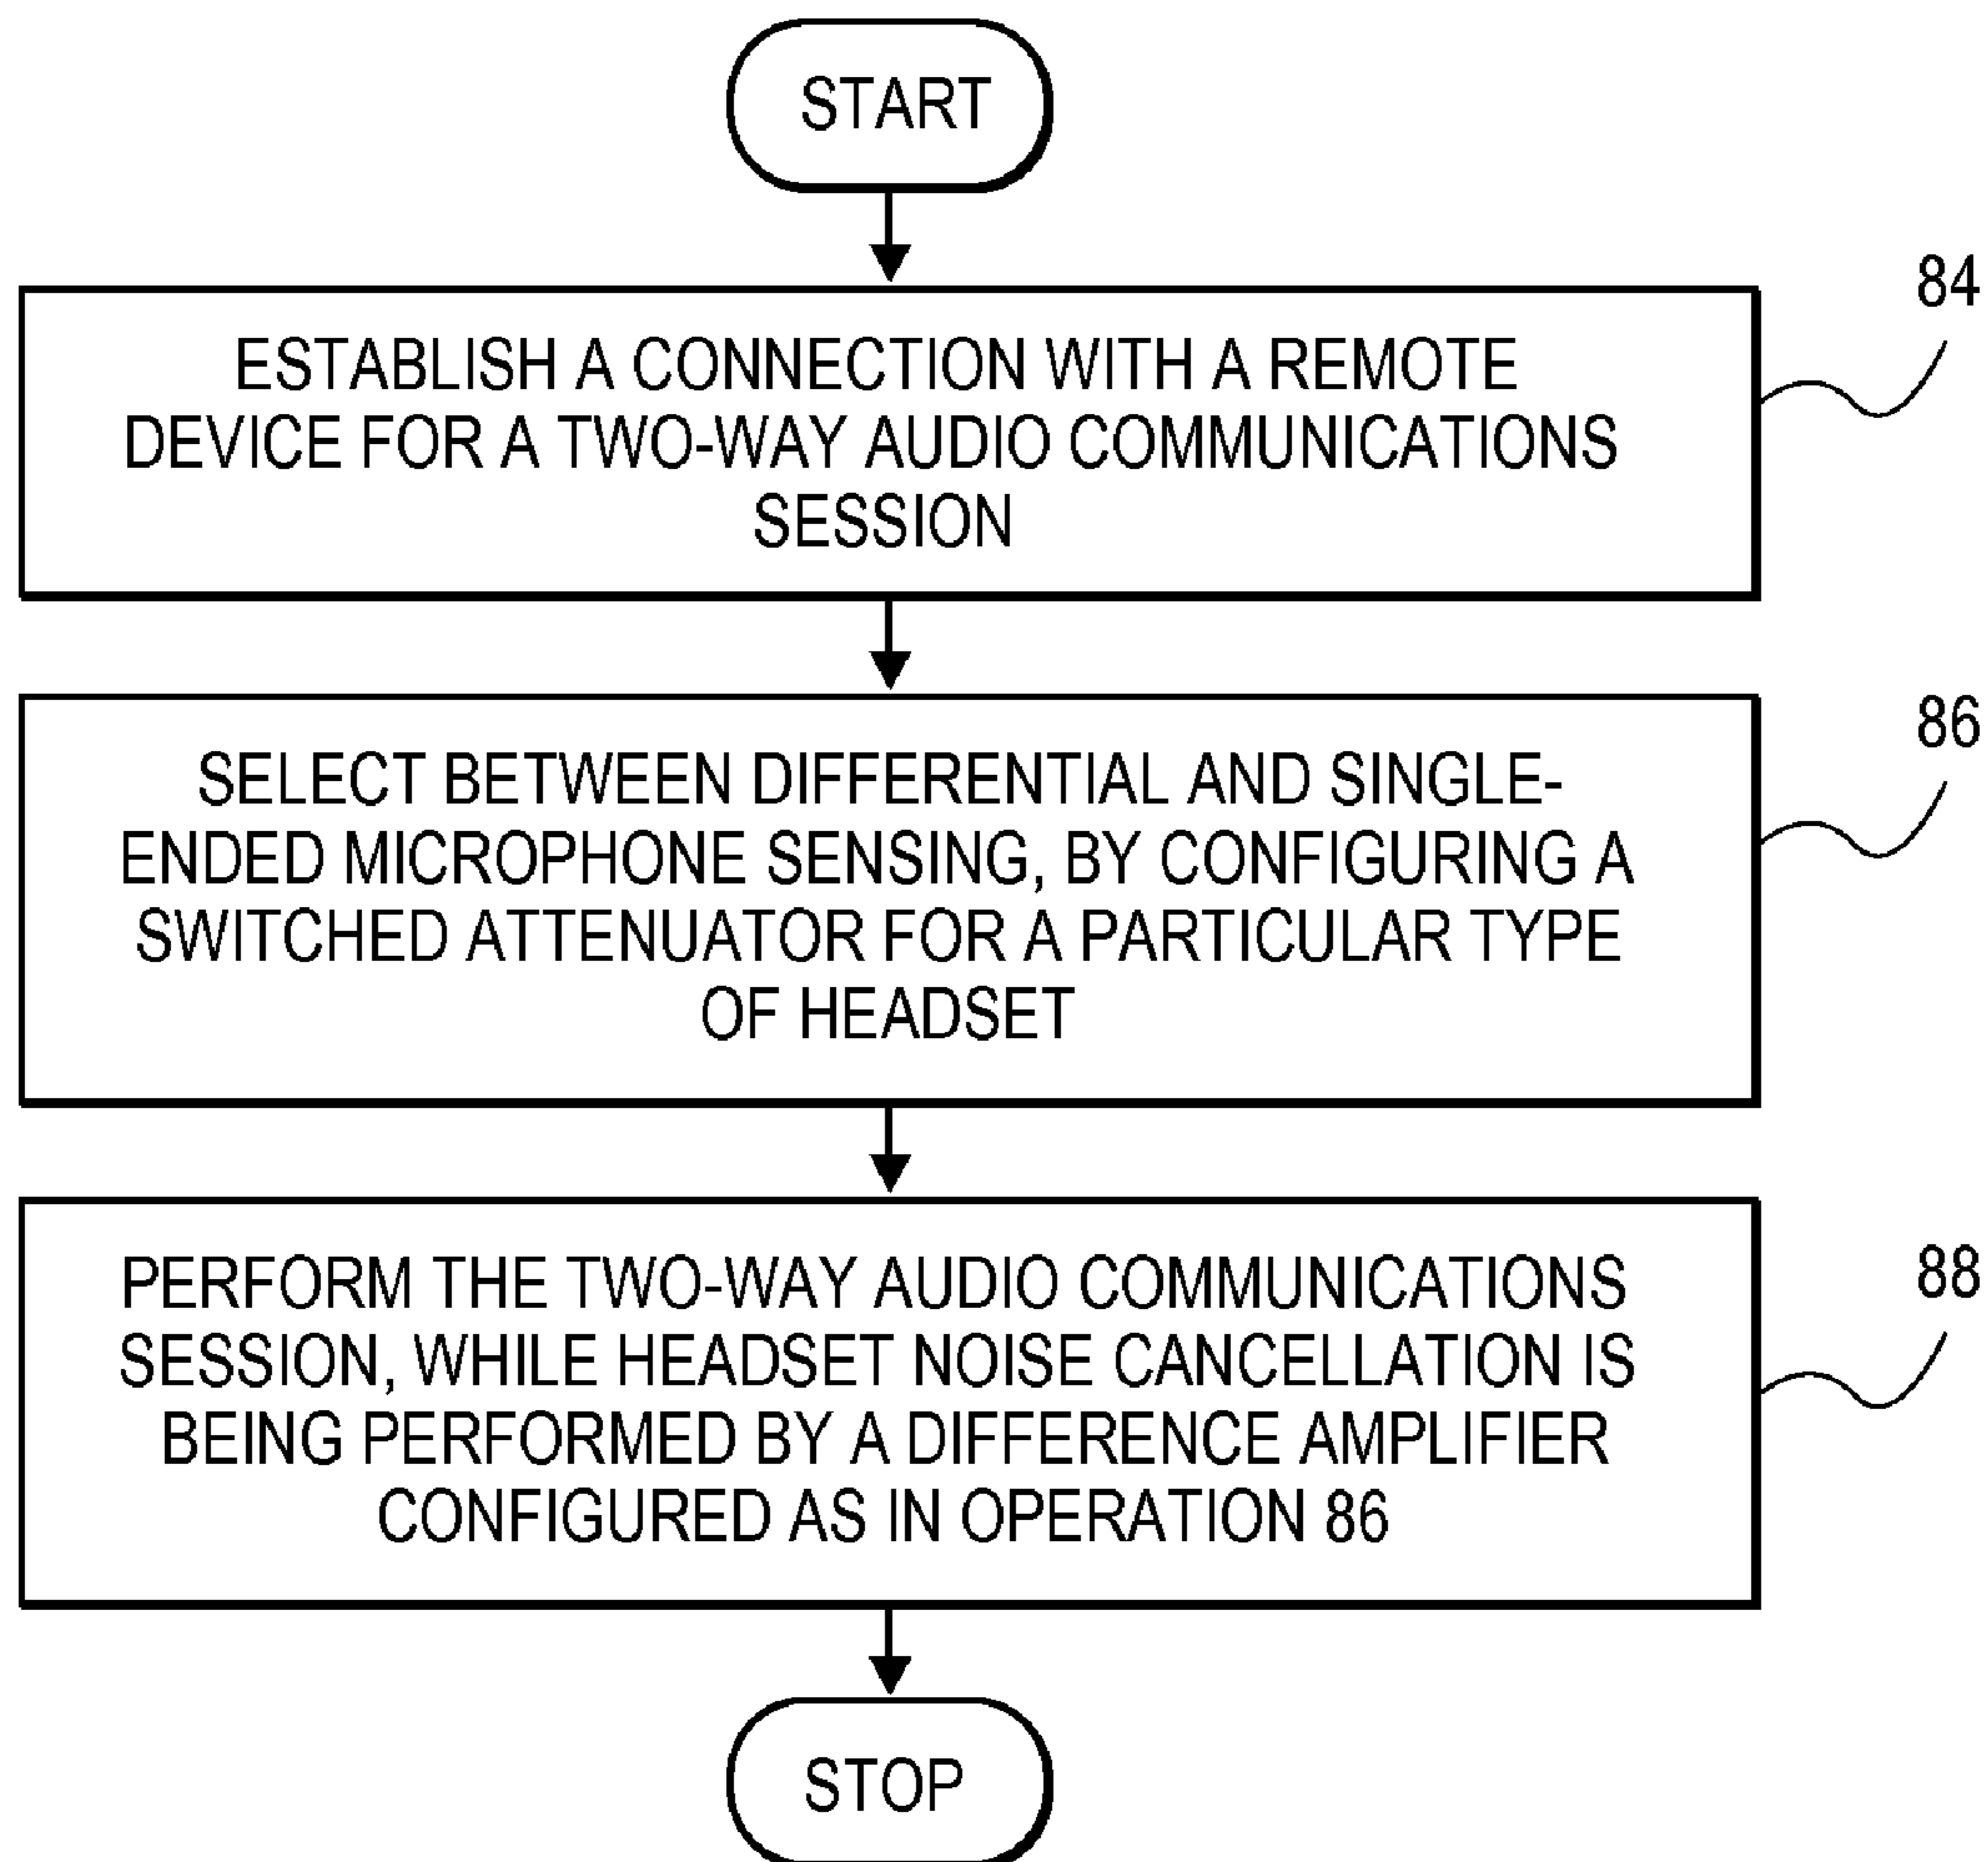 START
84
ESTABLISH A CONNECTION WITH A REMOTE
DEVICE FOR A TWO-WAY AUDIO COMMUNICATIONS
SESSION
86
SELECT BETWEEN DIFFERENTIAL AND SINGLE-
ENDED MICROPHONE SENSING, BY CONFIGURING A
SWITCHED ATTENUATOR FOR A PARTICULAR TYPE
OF HEADSET
88
PERFORM THE TWO-WAY AUDIO COMMUNICATIONS
SESSION, WHILE HEADSET NOISE CANCELLATION IS
BEING PERFORMED BY A DIFFERENCE AMPLIFIER
CONFIGURED AS IN OPERATION 86
STOP